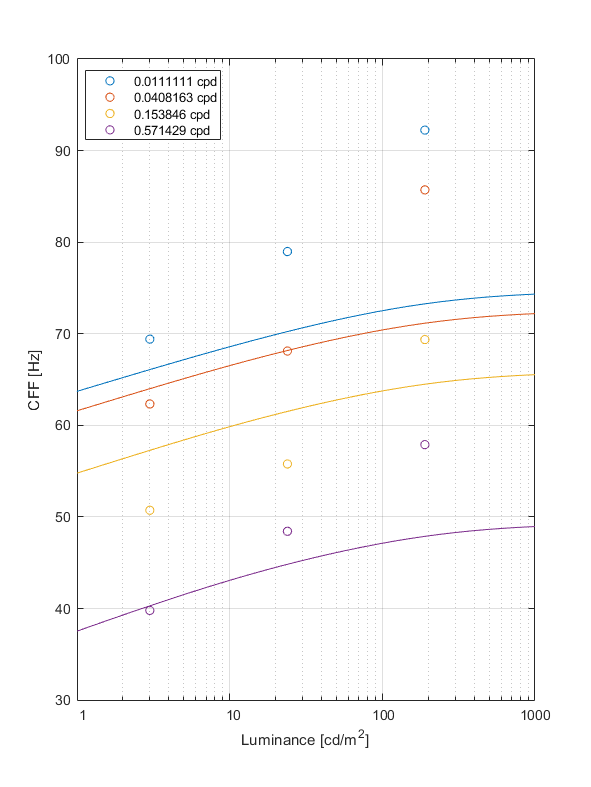 100
90
80
70
60
50
40
30
0.0111111 cpd
0.0408163 cpd
0.153846 cpd
0.571429 cpd
CFF [Hz]
1 10 100 1000
Luminance [cd/m²]